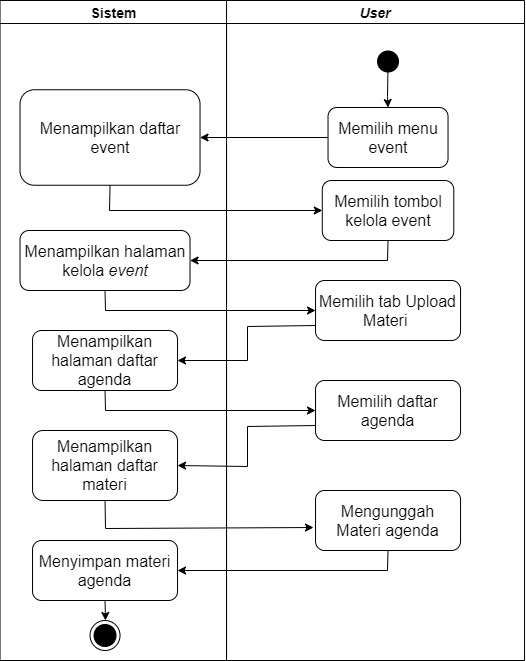 Sistem
User
Memilih menu
event
Menampilkan daftar
event
Memilih tombol
kelola event
Menampilkan halaman
kelola event
Memilih tab Upload
Materi
Menampilkan
halaman daftar
agenda
Memilih daftar
agenda
Menampilkan
halaman daftar
materi
Mengunggah
Materi agenda
Menyimpan materi
agenda